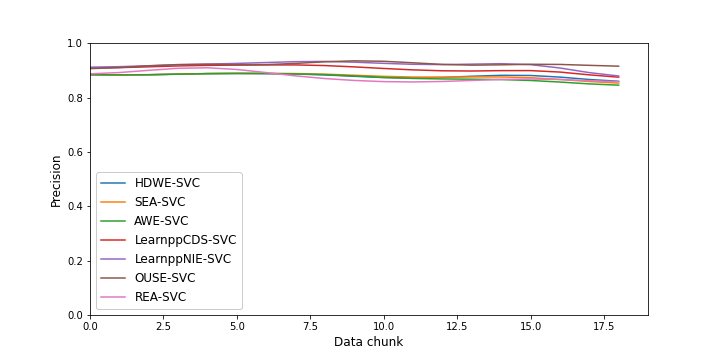 1.0
0.8
0.6
0.4
0.2
0.0
Precision
HDWE-SVC
SEA-SVC
AWE-SVC
LearnppCDS-SVC
LearnppNIE-SVC
OUSE-SVC
REA-SVC
0.0 2.5 5.0 7.5 10.0 12.5 15.0 17.5
Data chunk